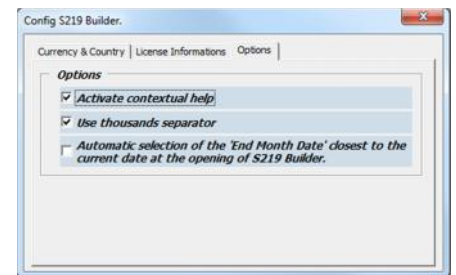 Config S219 Builder.
Currency & Country License Informations Options
Options
Activate contextual help
Use thousands separator
Automatic selection of the 'End Month Date' closest to the
current date at the opening of S219 Builder.